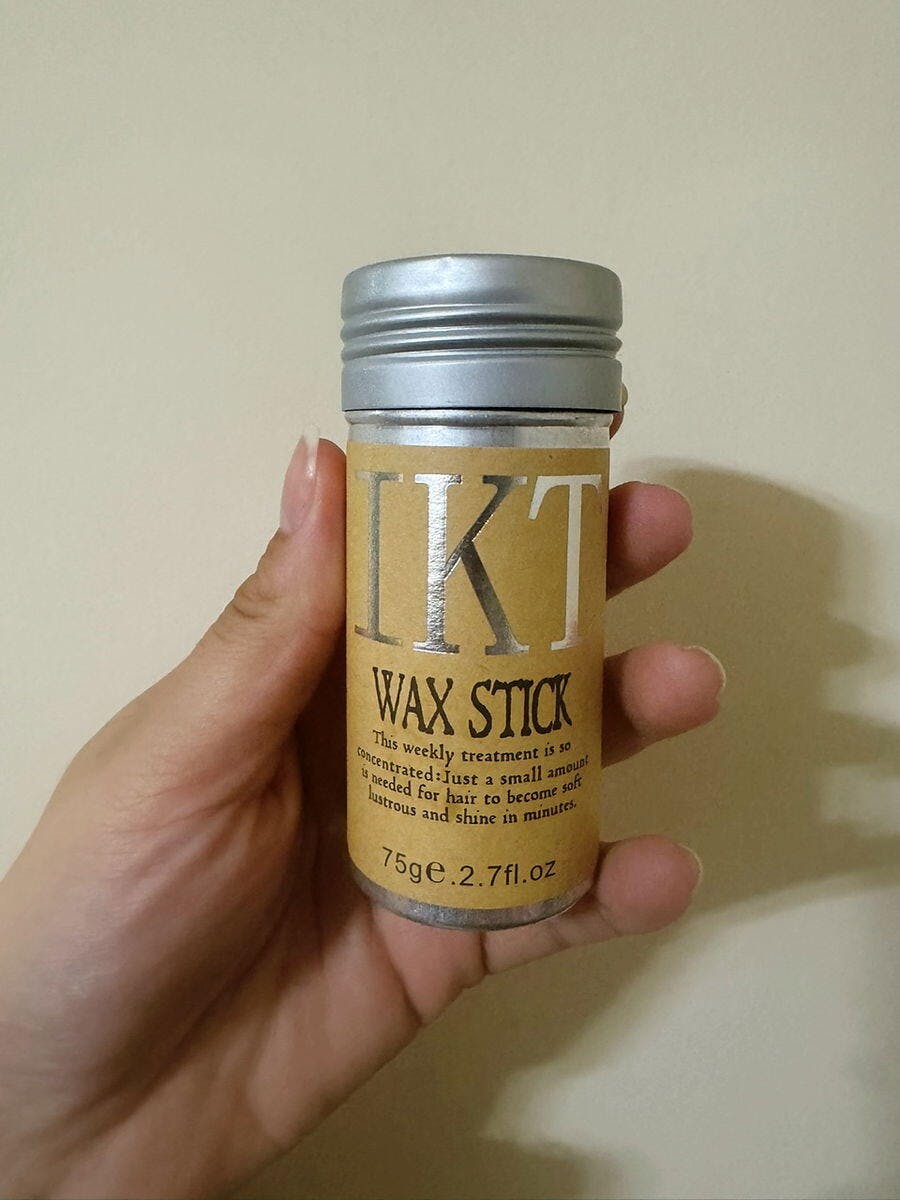 IKT
WAX STICK
This weekly treatment is so
concentrated:Just a small amount
is needed for hair to become soft
lustrous and shine in minutes.
75g℮.2.7fl.oz